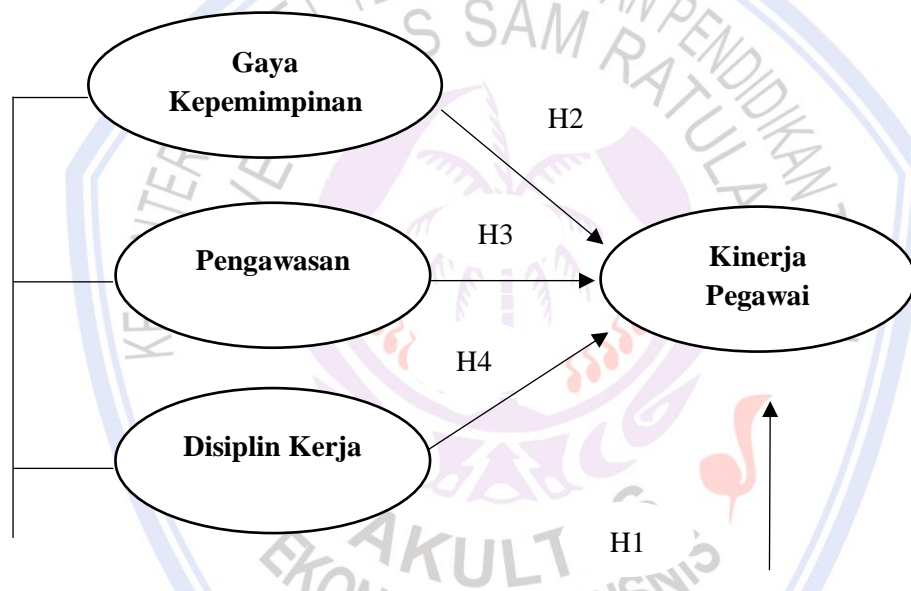 Gaya
Kepemimpinan
H2
Pengawasan
H3
Kinerja
Pegawai
H4
Disiplin Kerja
H1